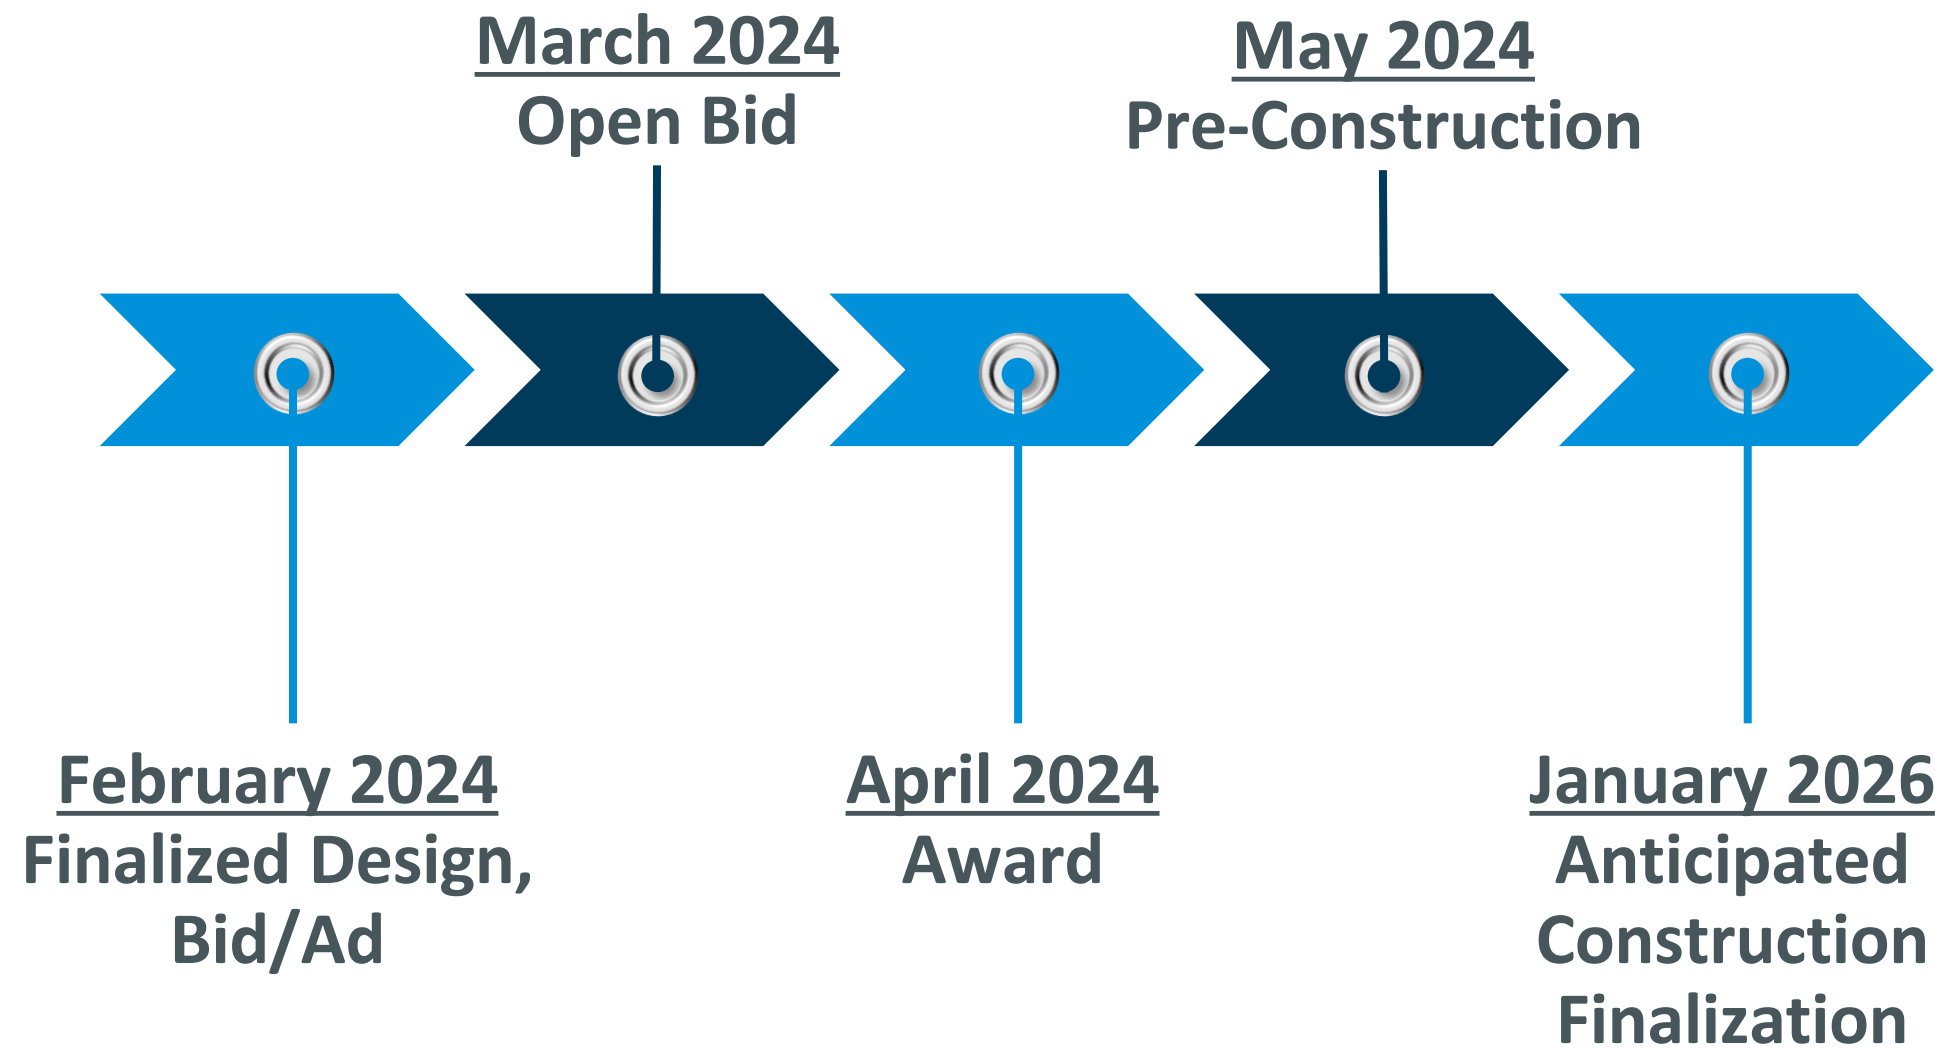 March 2024
Open Bid
May 2024
Pre-Construction
February 2024
Finalized Design,
Bid/Ad
April 2024
Award
January 2026
Anticipated
Construction
Finalization